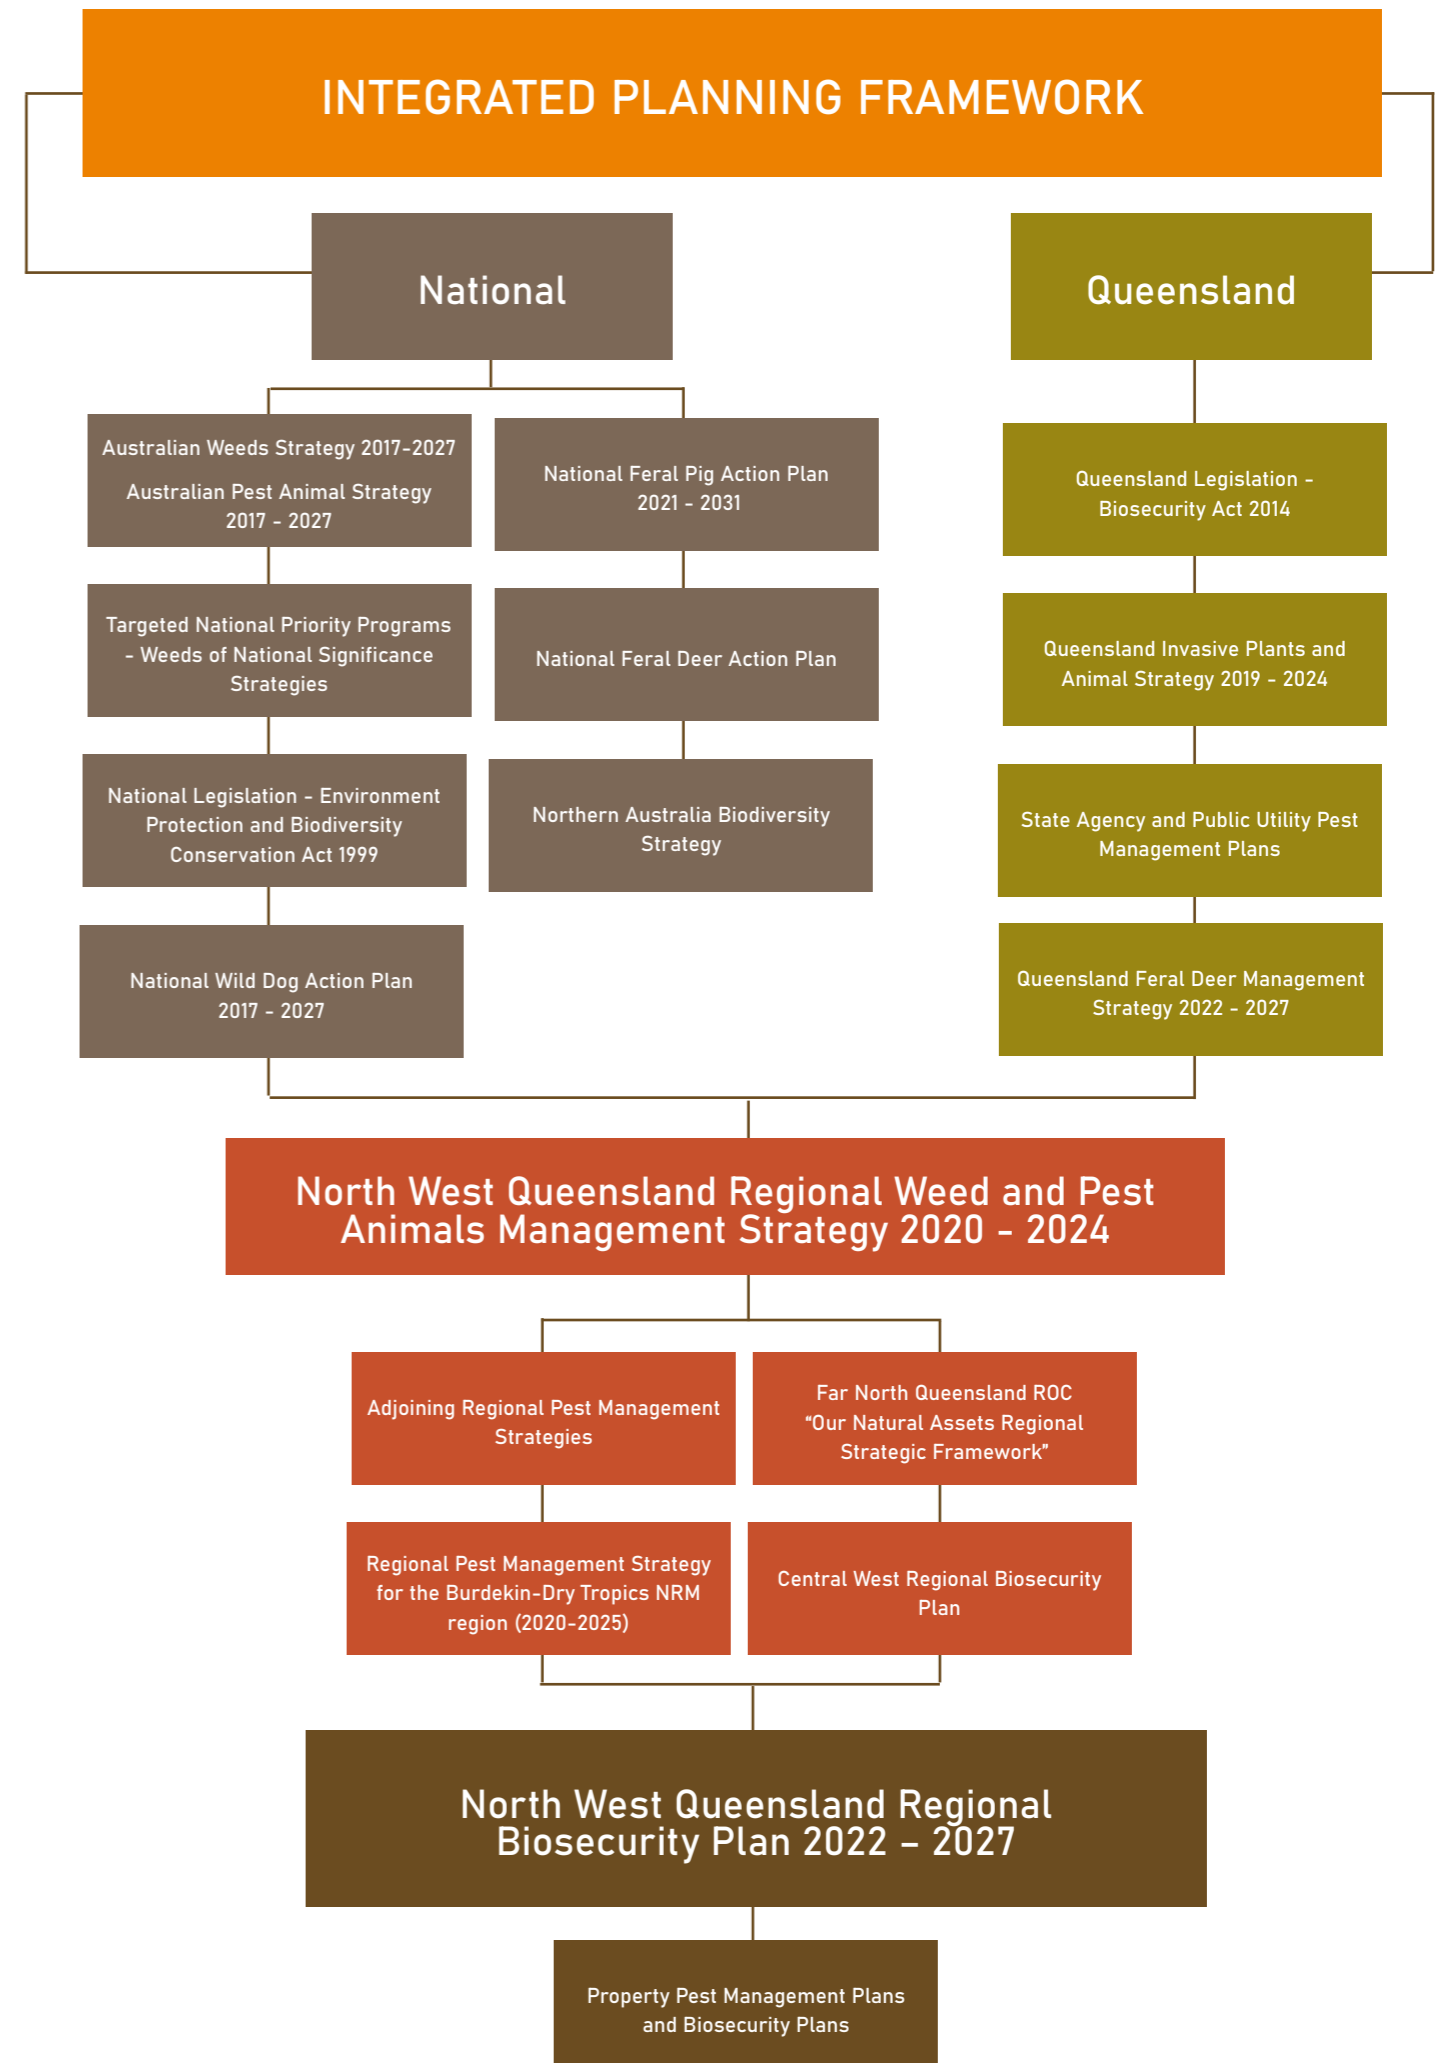 INTEGRATED PLANNING FRAMEWORK
National
Queensland
Australian Weeds Strategy 2017-2027
Australian Pest Animal Strategy
2017 - 2027
Targeted National Priority Programs
- Weeds of National Significance
Strategies
National Legislation - Environment
Protection and Biodiversity
Conservation Act 1999
National Wild Dog Action Plan
2017 - 2027
National Feral Pig Action Plan
2021 - 2031
National Feral Deer Action Plan
Northern Australia Biodiversity
Strategy
Queensland Legislation -
Biosecurity Act 2014
Queensland Invasive Plants and
Animal Strategy 2019 - 2024
State Agency and Public Utility Pest
Management Plans
Queensland Feral Deer Management
Strategy 2022 - 2027
North West Queensland Regional Weed and Pest
Animals Management Strategy 2020 - 2024
Adjoining Regional Pest Management
Strategies
Regional Pest Management Strategy
for the Burdekin-Dry Tropics NRM
region (2020-2025)
Far North Queensland ROC
“Our Natural Assets Regional
Strategic Framework”
Central West Regional Biosecurity
Plan
North West Queensland Regional
Biosecurity Plan 2022 – 2027
Property Pest Management Plans
and Biosecurity Plans